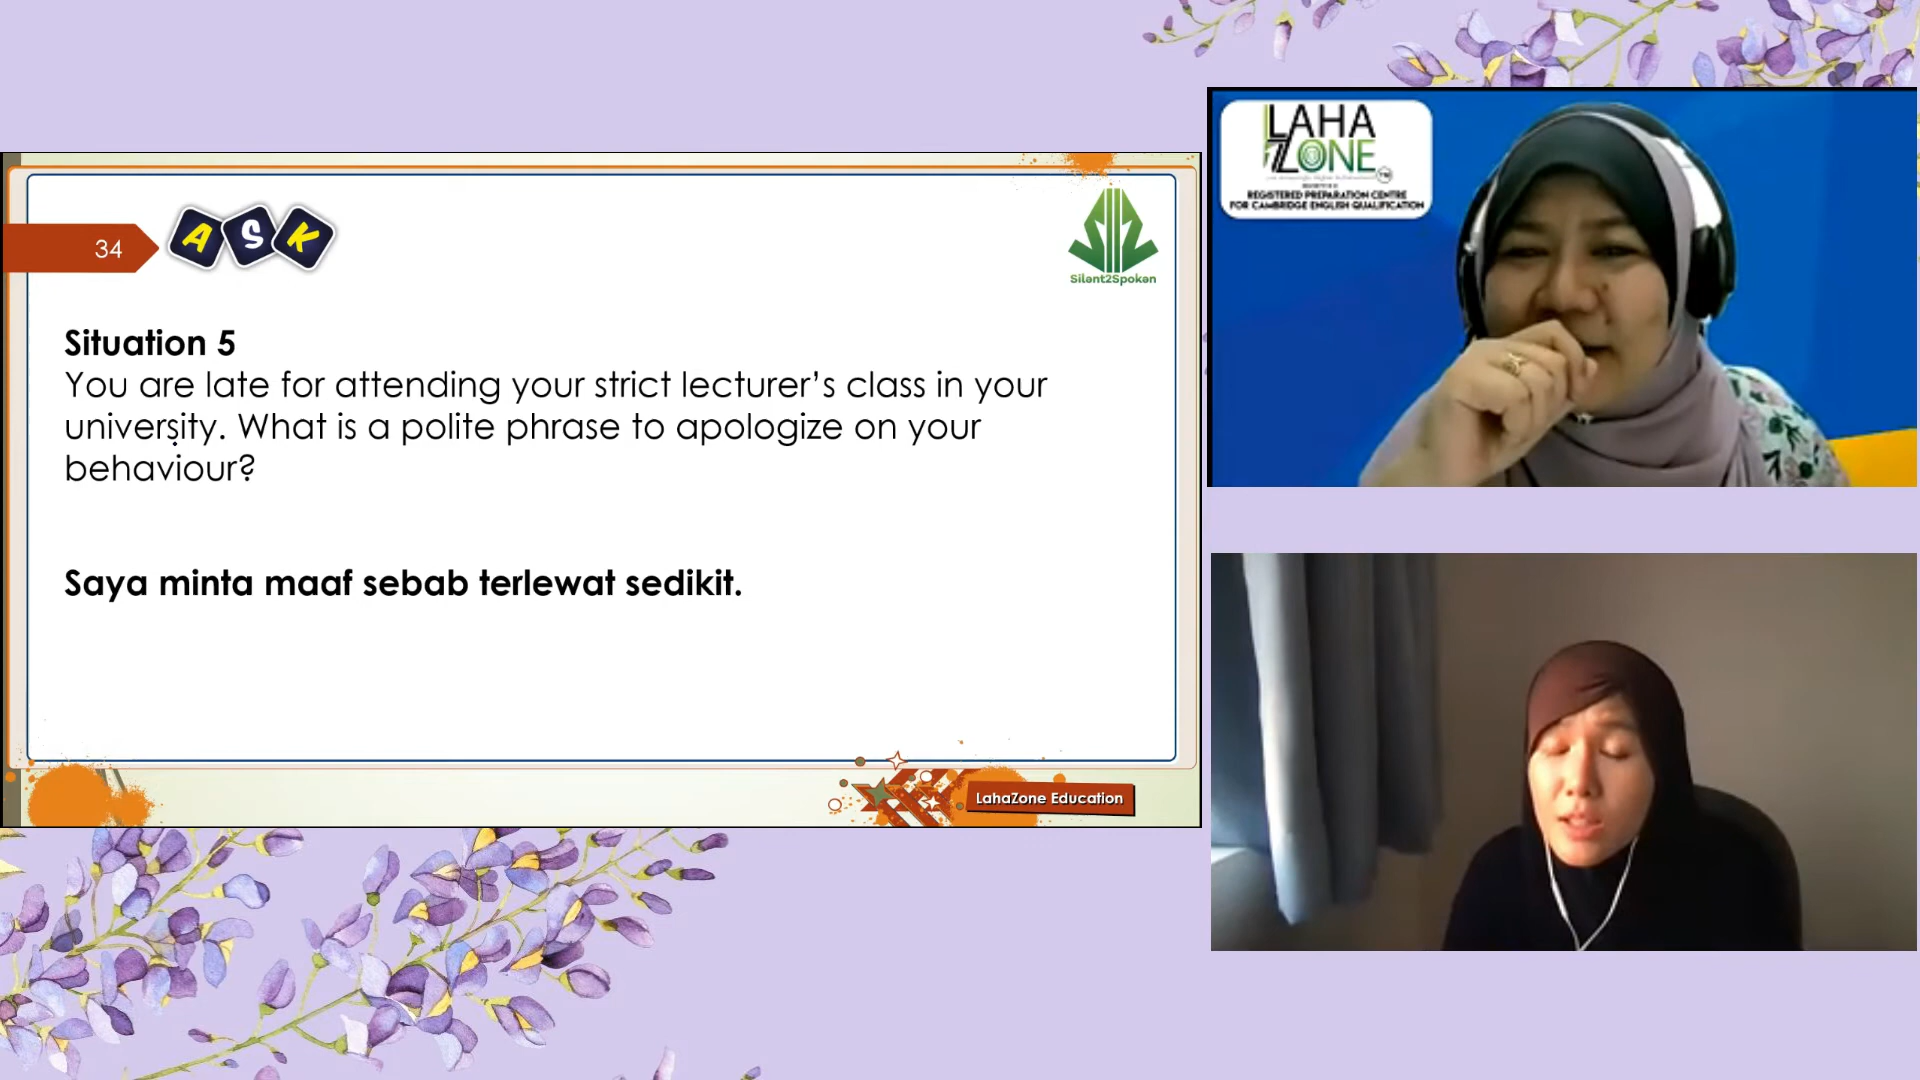 34
ASK
Silent2Spoken
Situation 5
You are late for attending your strict lecturer's class in your
university. What is a polite phrase to apologize on your
behaviour?
Saya minta maaf sebab terlewat sedikit.
LahaZone Education
LAHA
ZONE
REGISTERED PREPARATION CENTRE
FOR CAMBRIDGE ENGLISH QUALIFICATION